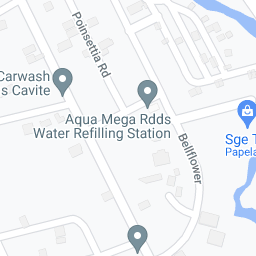 Poinsettia Rd
Carwash
s Cavite
Aqua Mega Rdds
Water Refilling Station
Bellflower
Sge T
Papela